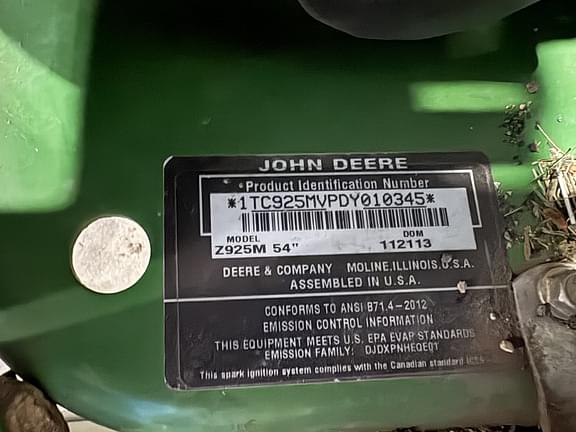 JOHN DEERE
Product Identification Number
*1TC925MVPDY010345*
MODEL DOM
Z925M 54" 112113
DEERE & COMPANY MOLINE, ILLINOIS, U.S.A.
ASSEMBLED IN U.S.A.
CONFORMS TO ANSI B71.4-2012
EMISSION CONTROL INFORMATION
THIS EQUIPMENT MEETS U.S. EPA EVAP STANDARDS
EMISSION FAMILY: DJDXPNHEQEQ1
This spark ignition system complies with the Canadian standard